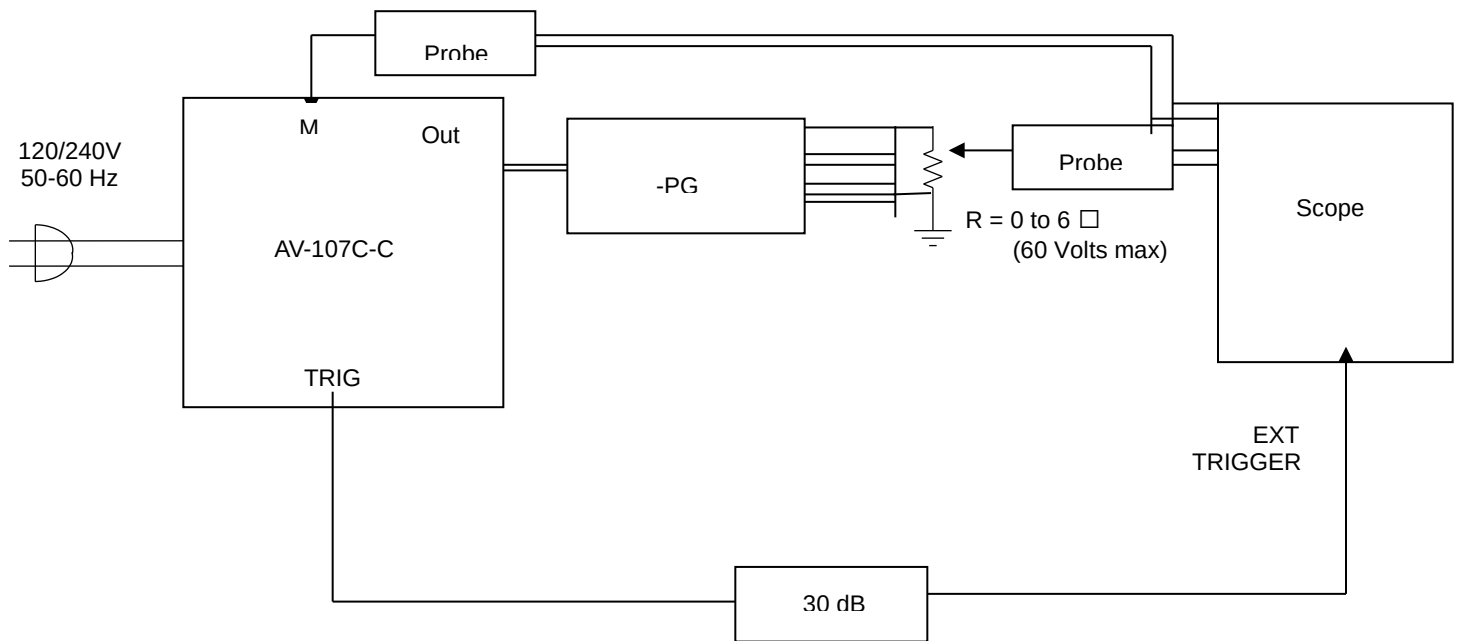 Probe
M
Out
120/240V
50-60 Hz
-PG
Probe
Scope
R = 0 to 6 □
(60 Volts max)
AV-107C-C
TRIG
EXT
TRIGGER
30 dB